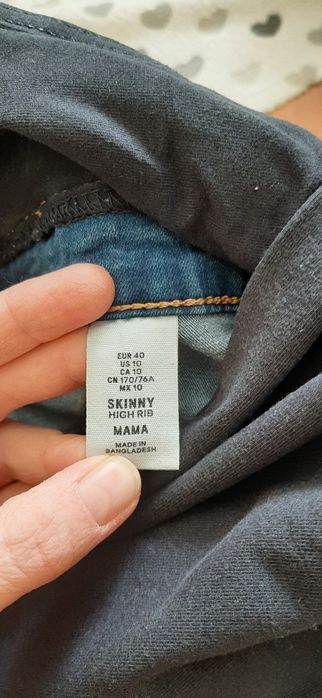 EUR 40
US 10
CA 10
CN 170/76A
MX 10
SKINNY
HIGH RIB
MAMA
MADE IN
BANGLADESH